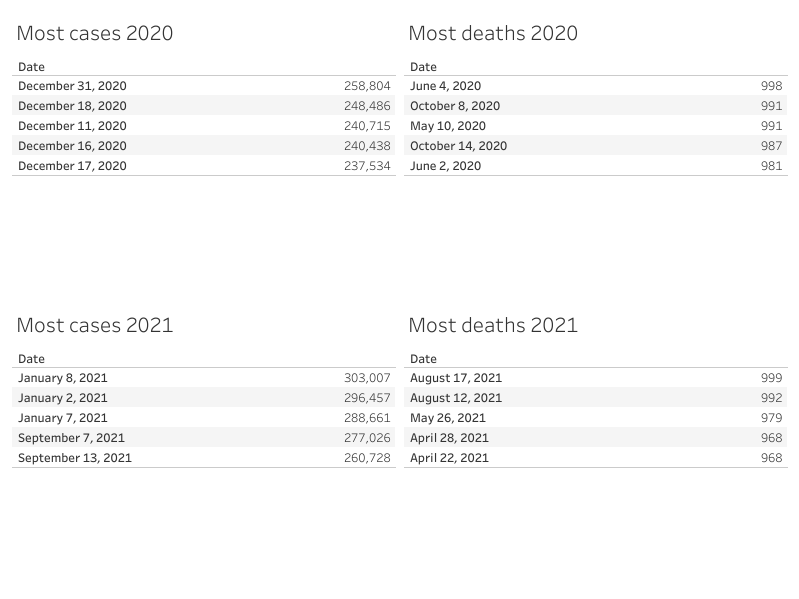 Most cases 2020
Date
December 31, 2020 258,804
December 18, 2020 248,486
December 11, 2020 240,715
December 16, 2020 240,438
December 17, 2020 237,534
Most deaths 2020
Date
June 4, 2020 998
October 8, 2020 991
May 10, 2020 991
October 14, 2020 987
June 2, 2020 981
Most cases 2021
Date
January 8, 2021 303,007
January 2, 2021 296,457
January 7, 2021 288,661
September 7, 2021 277,026
September 13, 2021 260,728
Most deaths 2021
Date
August 17, 2021 999
August 12, 2021 992
May 26, 2021 979
April 28, 2021 968
April 22, 2021 968